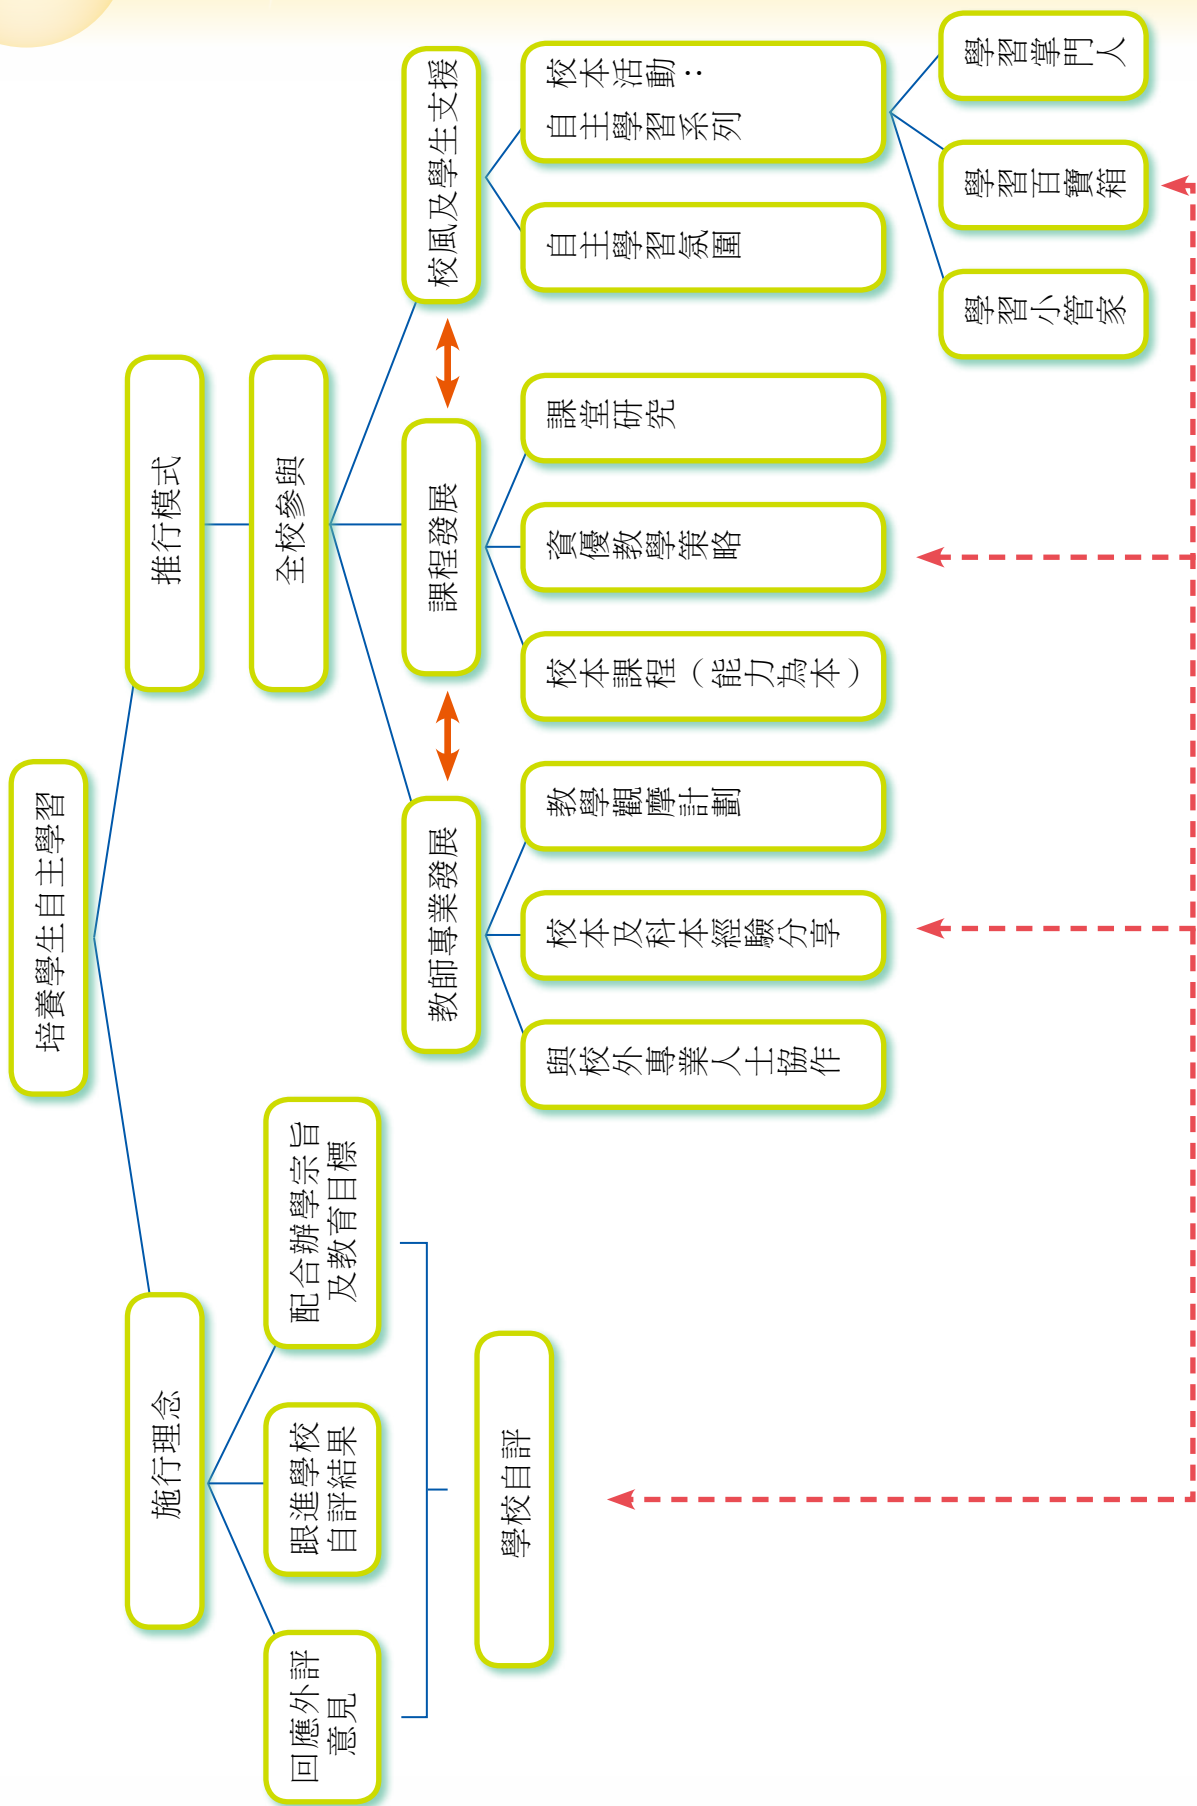 培養學生自主學習
施行理念
推行模式
回應外評
意見
跟進學校
自評結果
配合辦學宗旨
及教育目標
學校自評
全校參與
教師專業發展
課程發展
校風及學生支援
與校外專業人士協作
校本及科本經驗分享
教學觀摩計劃
校本課程（能力為本）
資優教學策略
課堂研究
自主學習氛圍
校本活動：
自主學習系列
學習小管家
學習百寶箱
學習掌門人